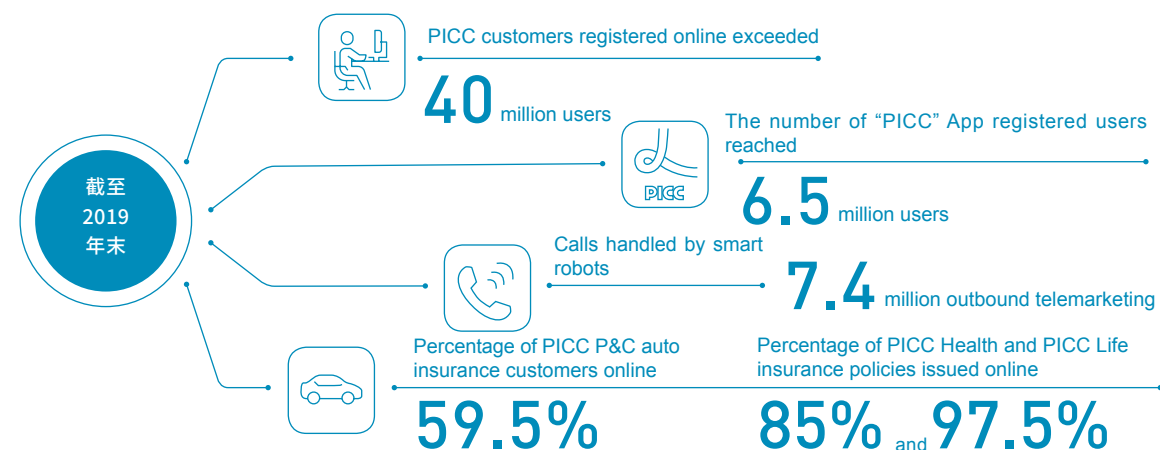 PICC customers registered online exceeded
40 million users
截至
2019
年末
The number of “PICC” App registered users
reached
PICC
6.5 million users
Calls handled by smart
robots
7.4 million outbound telemarketing
Percentage of PICC P&C auto
insurance customers online
59.5%
Percentage of PICC Health and PICC Life
insurance policies issued online
85% and 97.5%